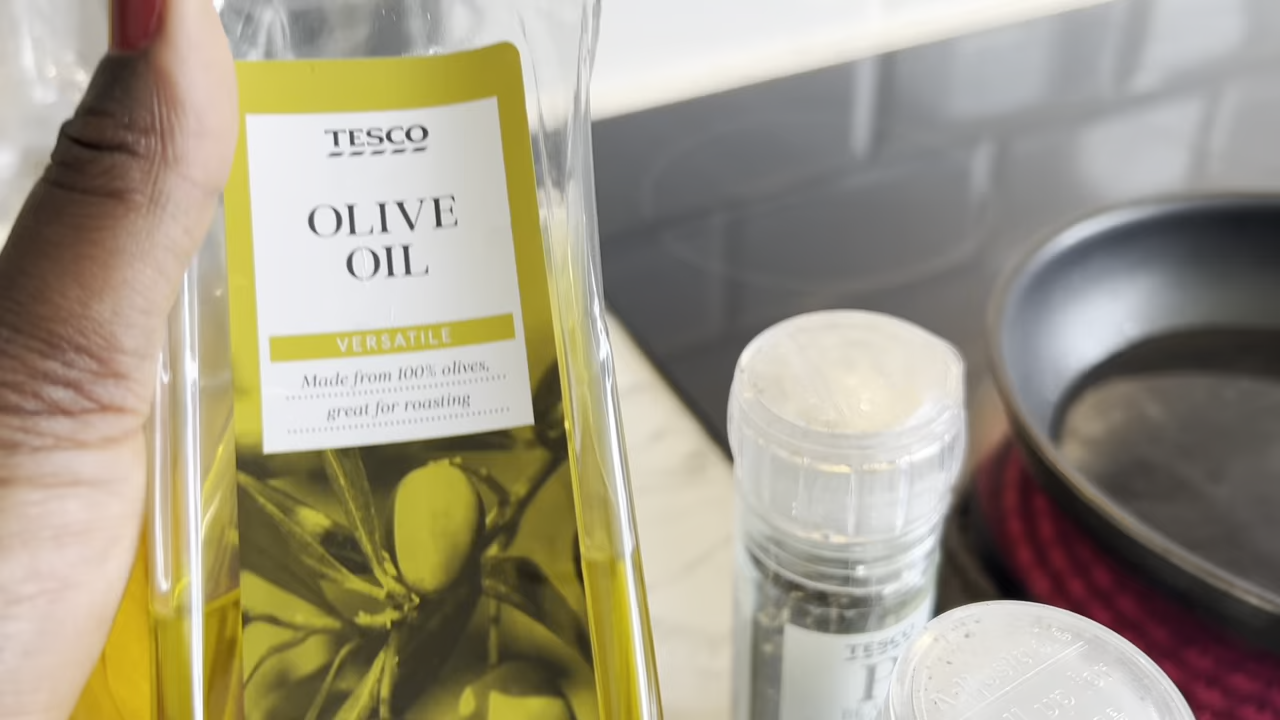 TESCO
OLIVE
OIL
VERSATILE
Made from 100% olives,
great for roasting
TESCO